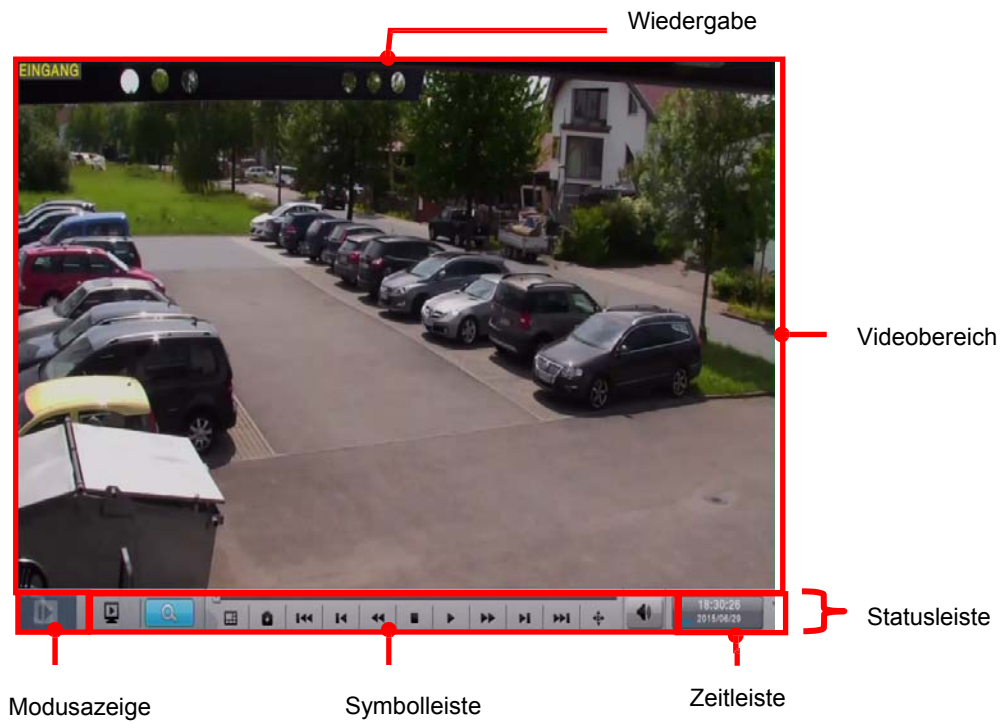 Wiedergabe
EINGANG
Videobereich
18:30:26
2015/06/29
Statusleiste
Modusazeige
Symbolleiste
Zeitleiste